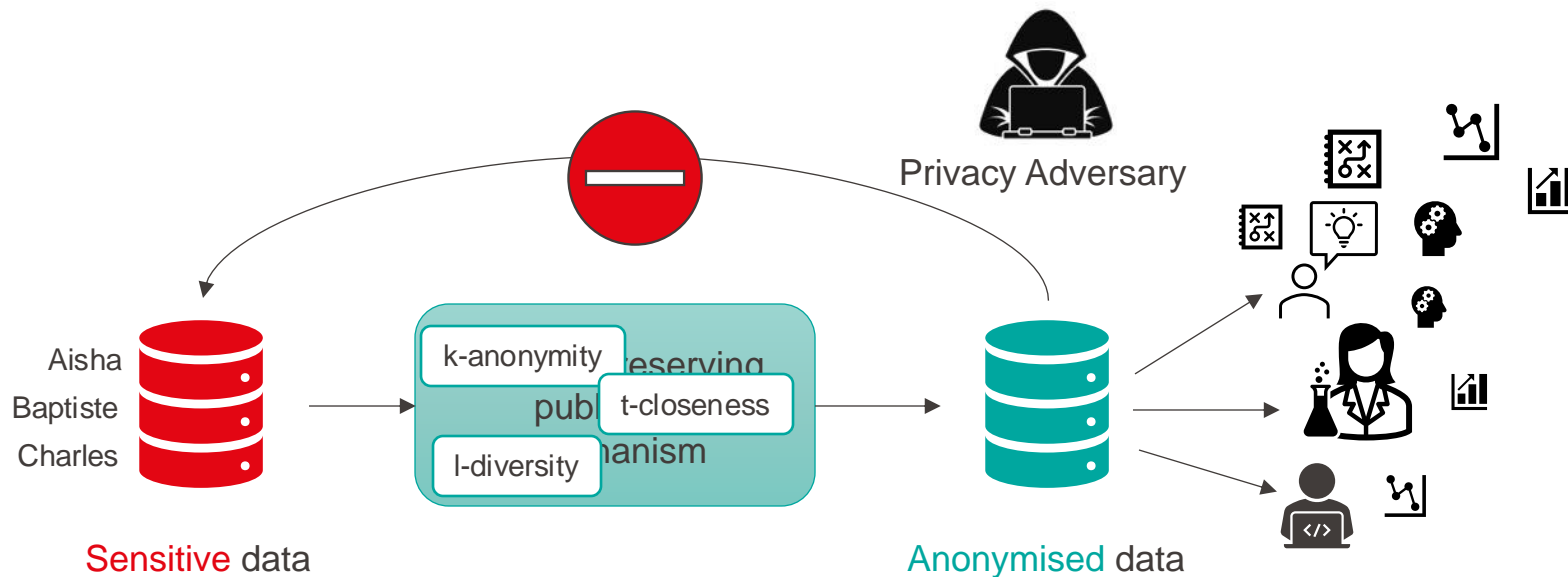 Privacy Adversary
Aisha
Baptiste
Charles
k-anonymity
t-closeness
l-diversity
</>
Sensitive data
Anonymised data